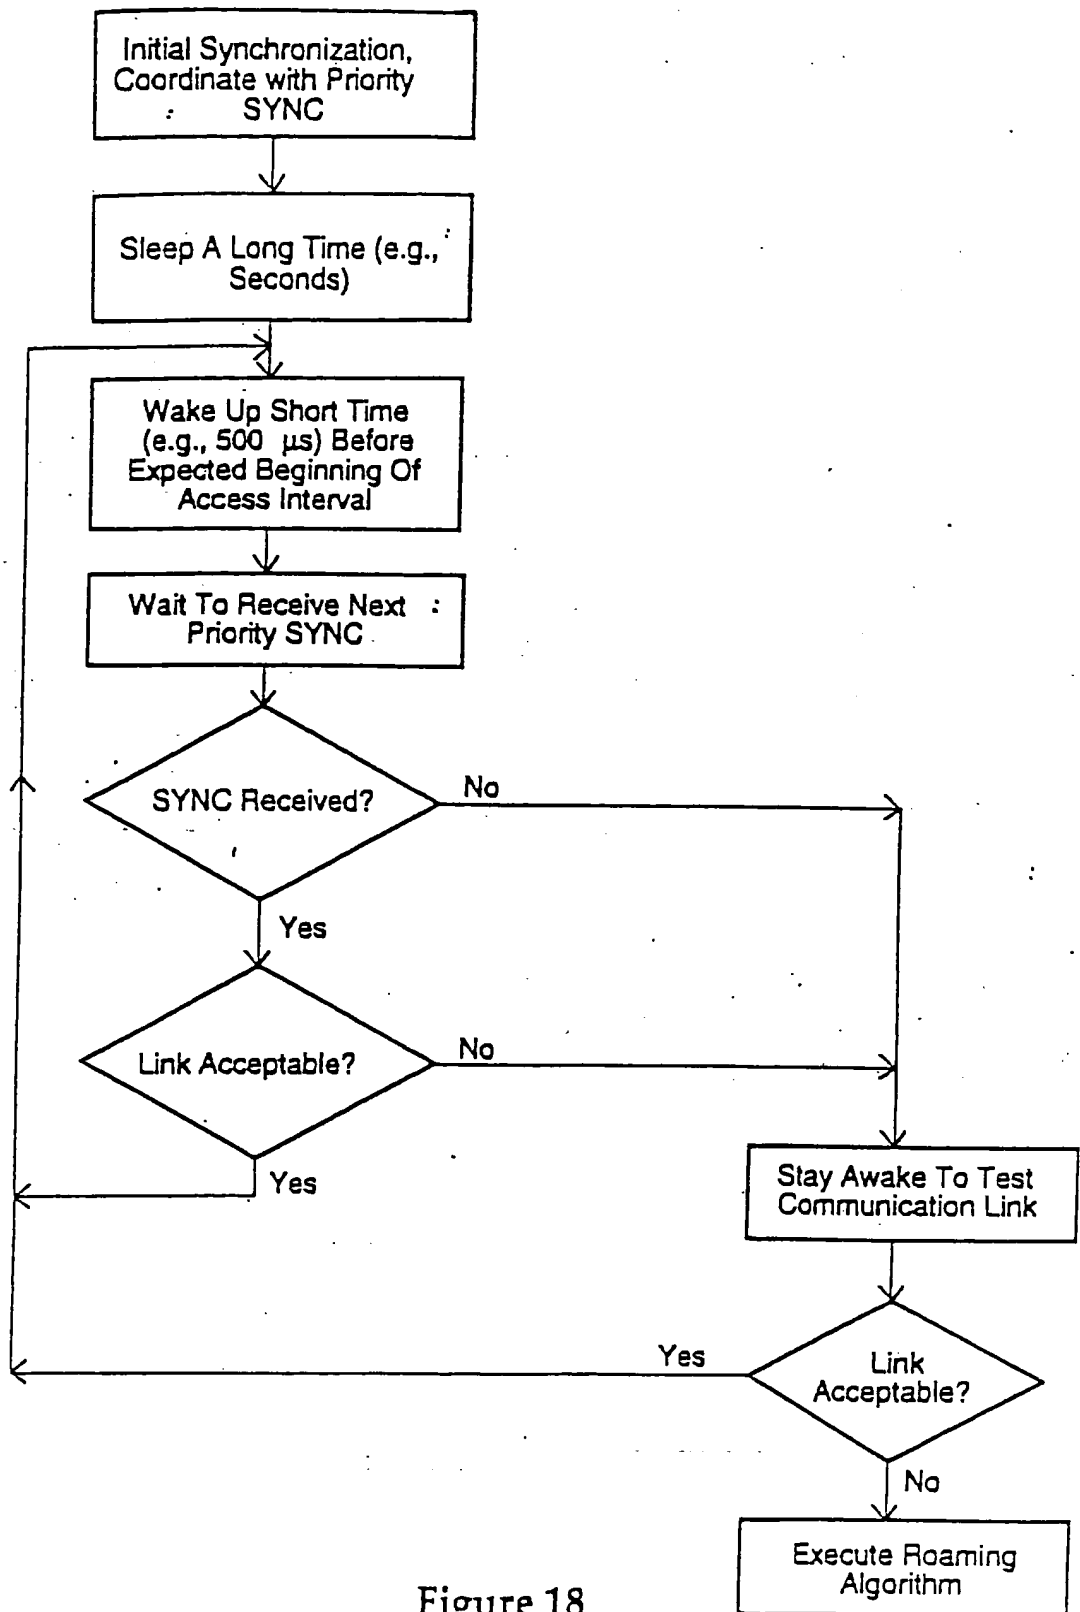 Initial Synchronization,
Coordinate with Priority
SYNC
Sleep A Long Time (e.g.,
Seconds)
Wake Up Short Time
(e.g., 500 µs) Before
Expected Beginning Of
Access Interval
Wait To Receive Next
Priority SYNC
SYNC Received?
No
Yes
Link Acceptable?
No
Yes
Stay Awake To Test
Communication Link
Link
Acceptable?
Yes
No
Execute Roaming
Algorithm
Figure 18